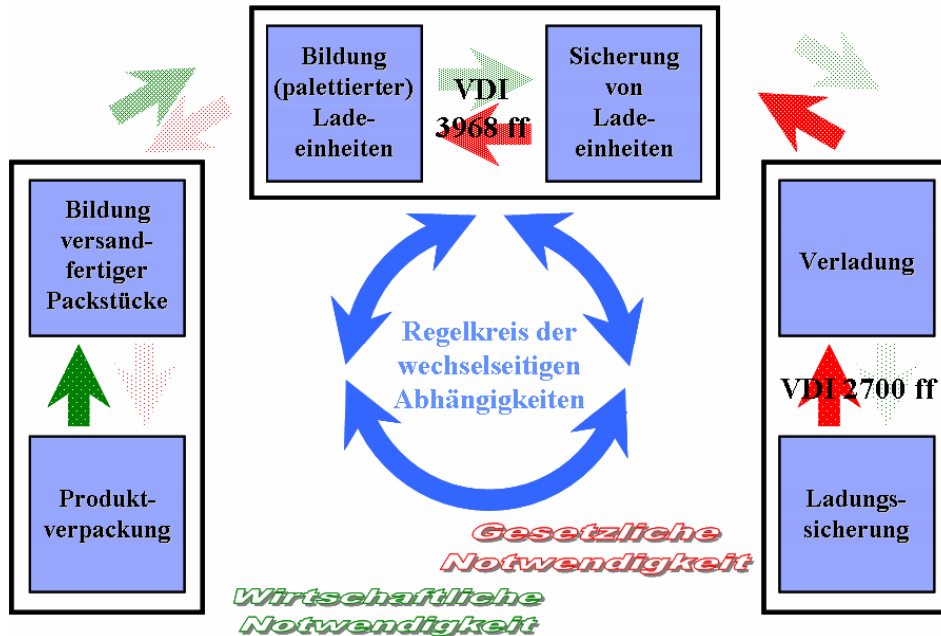 Bildung
(palettierter)
Lade-
einheiten
VDI
3968 ff
Sicherung
von
Lade-
einheiten
Bildung
versand-
fertiger
Packstücke
Produkt-
verpackung
Regelkreis der
wechselseitigen
Abhängigkeiten
Verladung
VDI 2700 ff
Ladungs-
sicherung
Gesetzliche
Notwendigkeit
Wirtschaftliche
Notwendigkeit